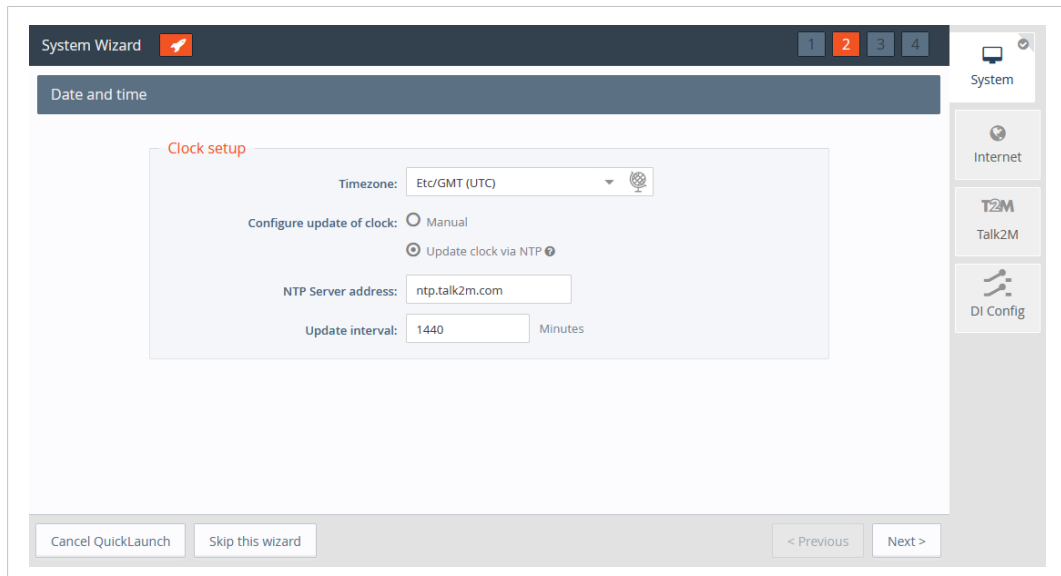 System Wizard
1 2 3 4
System
Date and time
Internet
Clock setup
Timezone: Etc/GMT (UTC)
Configure update of clock: Manual
Update clock via NTP
T2M
Talk2M
NTP Server address: ntp.talk2m.com
Update interval: 1440 Minutes
DI Config
Cancel QuickLaunch Skip this wizard < Previous Next >